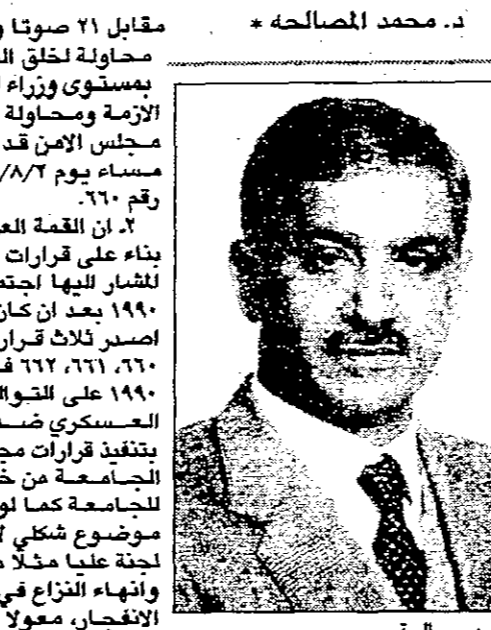 د. محمد المصالحه *
مقابل ٢١ صوتا و
محاولة لخلق ال
بمستوى وزراء ا
الازمة ومحاولة
مجلس الامن قد
مساء يوم ٨/٢/
رقم ٦٦٠.
٢. ان القمة الع
بناء على قرارات
المشار اليها اجتم
١٩٩٠ بعد ان كان
اصدر ثلاث قرار
٦٦٠، ٦٦١، ٦٦٢ ف
١٩٩٠ على التوال
العسكري ضد
بتنفيذ قرارات مج
الجامعة من خ
للجامعة كما لو
موضوع شكلي ل
لجنة عليا مثلا م
وانهاء النزاع في
الانفجار، معولا